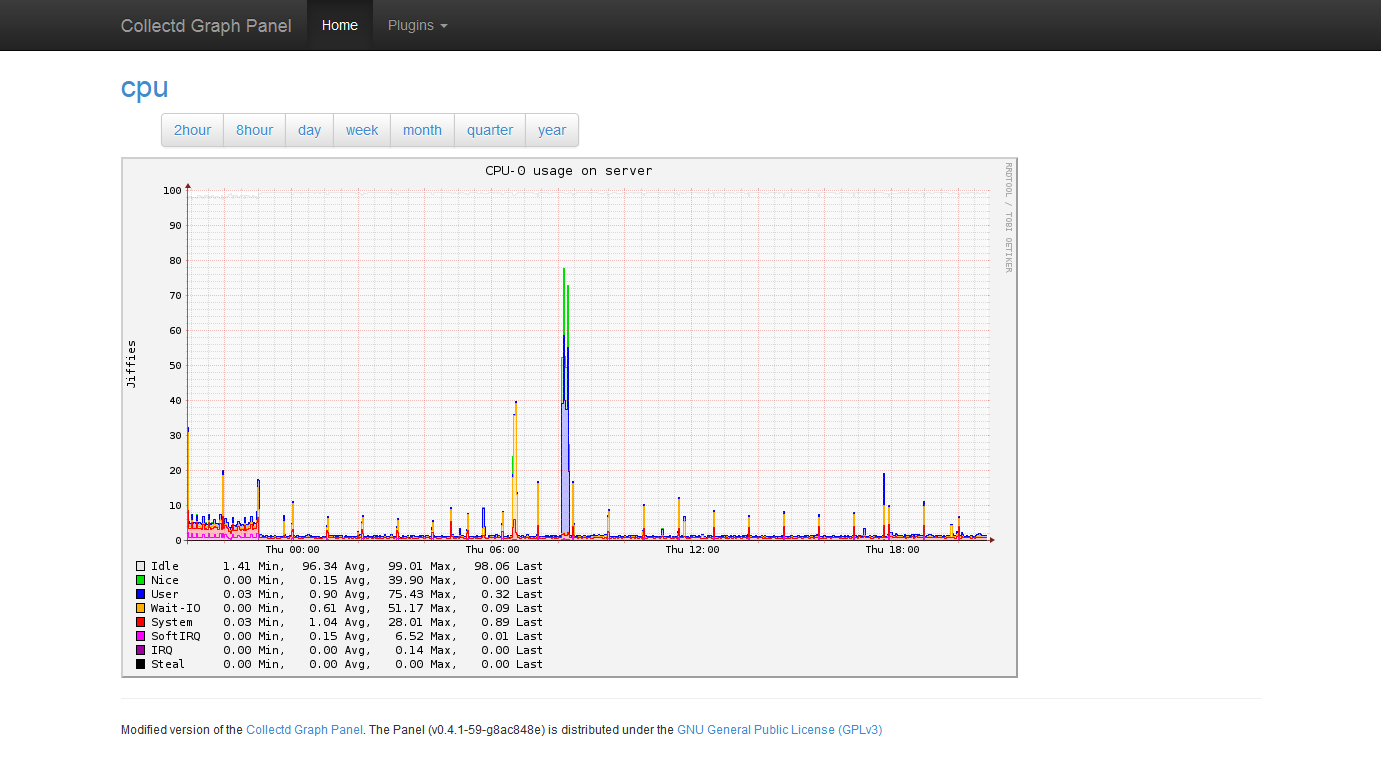 Collectd Graph Panel Home Plugins
cpu
2hour 8hour day week month quarter year
CPU-0 usage on server
RRDTOOL / TOBI OETIKER
Jiffies
100
90
80
70
60
50
40
30
20
10
0
Thu 00:00 Thu 06:00 Thu 12:00 Thu 18:00
Idle 1.41 Min, 96.34 Avg, 99.01 Max, 98.06 Last
Nice 0.00 Min, 0.15 Avg, 39.90 Max, 0.00 Last
User 0.03 Min, 0.90 Avg, 75.43 Max, 0.32 Last
Wait-IO 0.00 Min, 0.61 Avg, 51.17 Max, 0.09 Last
System 0.03 Min, 1.04 Avg, 28.01 Max, 0.89 Last
SoftIRQ 0.00 Min, 0.15 Avg, 6.52 Max, 0.01 Last
IRQ 0.00 Min, 0.00 Avg, 0.14 Max, 0.00 Last
Steal 0.00 Min, 0.00 Avg, 0.00 Max, 0.00 Last
Modified version of the Collectd Graph Panel. The Panel (v0.4.1-59-g8ac848e) is distributed under the GNU General Public License (GPLv3)